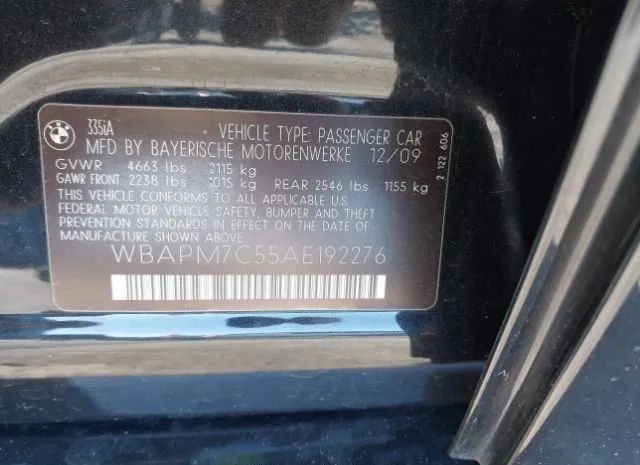 BMW
335iA VEHICLE TYPE: PASSENGER CAR
MFD BY BAYERISCHE MOTORENWERKE 12/09
GVWR 4663 lbs 2115 kg
GAWR FRONT 2238 lbs 1015 kg REAR 2546 lbs 1155 kg
THIS VEHICLE CONFORMS TO ALL APPLICABLE U.S.
FEDERAL MOTOR VEHICLE SAFETY, BUMPER AND THEFT
PREVENTION STANDARDS IN EFFECT ON THE DATE OF
MANUFACTURE SHOWN ABOVE.
WBAPM7C55AE192276
2 122 606